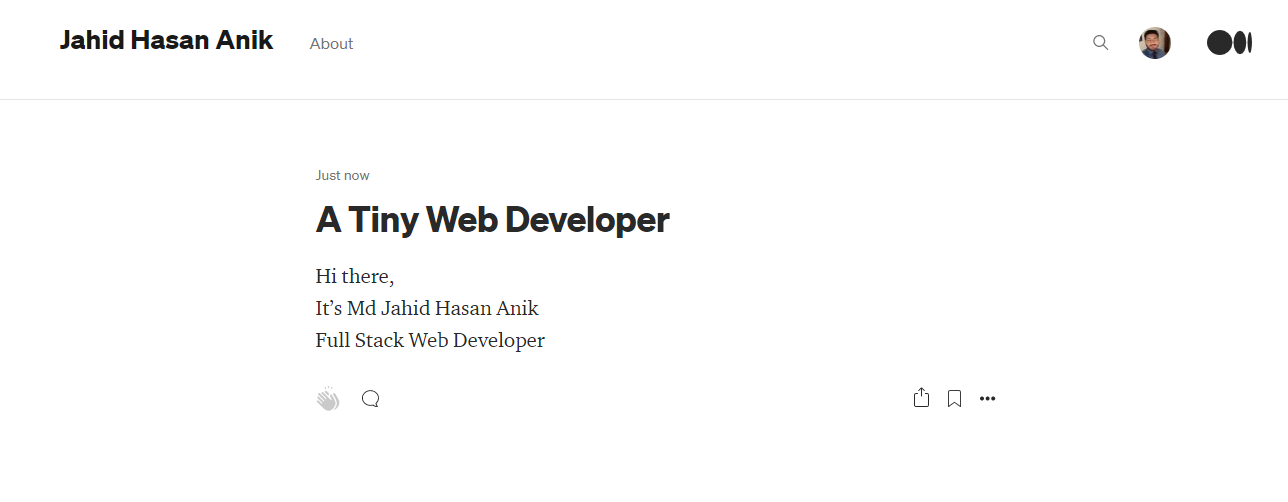 Jahid Hasan Anik
About
Just now
A Tiny Web Developer
Hi there,
It’s Md Jahid Hasan Anik
Full Stack Web Developer